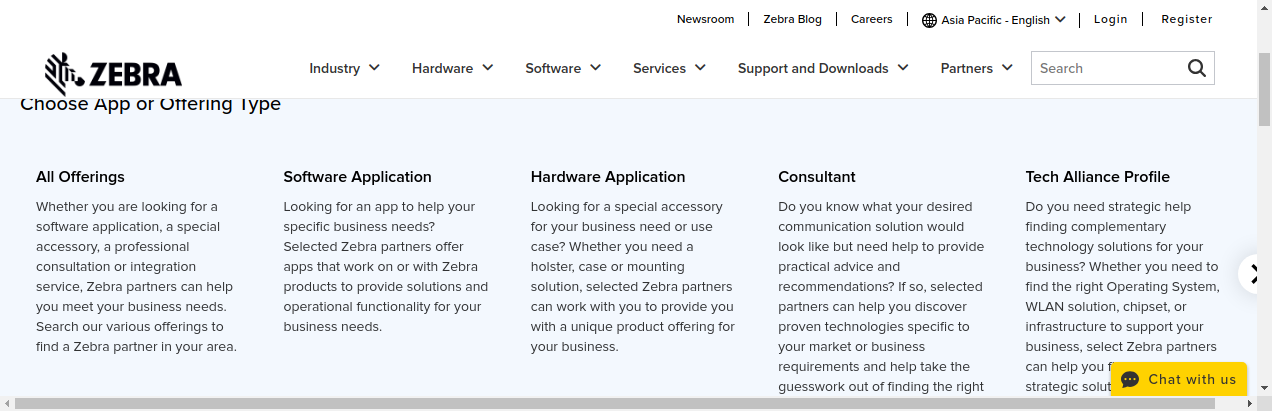 Newsroom Zebra Blog Careers Asia Pacific - English Login Register
ZEBRA Industry Hardware Software Services Support and Downloads Partners Search
Choose App or Offering Type
All Offerings
Whether you are looking for a
software application, a special
accessory, a professional
consultation or integration
service, Zebra partners can help
you meet your business needs.
Search our various offerings to
find a Zebra partner in your area.
Software Application
Looking for an app to help your
specific business needs?
Selected Zebra partners offer
apps that work on or with Zebra
products to provide solutions and
operational functionality for your
business needs.
Hardware Application
Looking for a special accessory
for your business need or use
case? Whether you need a
holster, case or mounting
solution, selected Zebra partners
can work with you to provide you
with a unique product offering for
your business.
Consultant
Do you know what your desired
communication solution would
look like but need help to provide
practical advice and
recommendations? If so, selected
partners can help you discover
proven technologies specific to
your market or business
requirements and help take the
guesswork out of finding the right
Tech Alliance Profile
Do you need strategic help
finding complementary
technology solutions for your
business? Whether you need to
find the right Operating System,
WLAN solution, chipset, or
infrastructure to support your
business, select Zebra partners
can help you
strategic
Chat with us